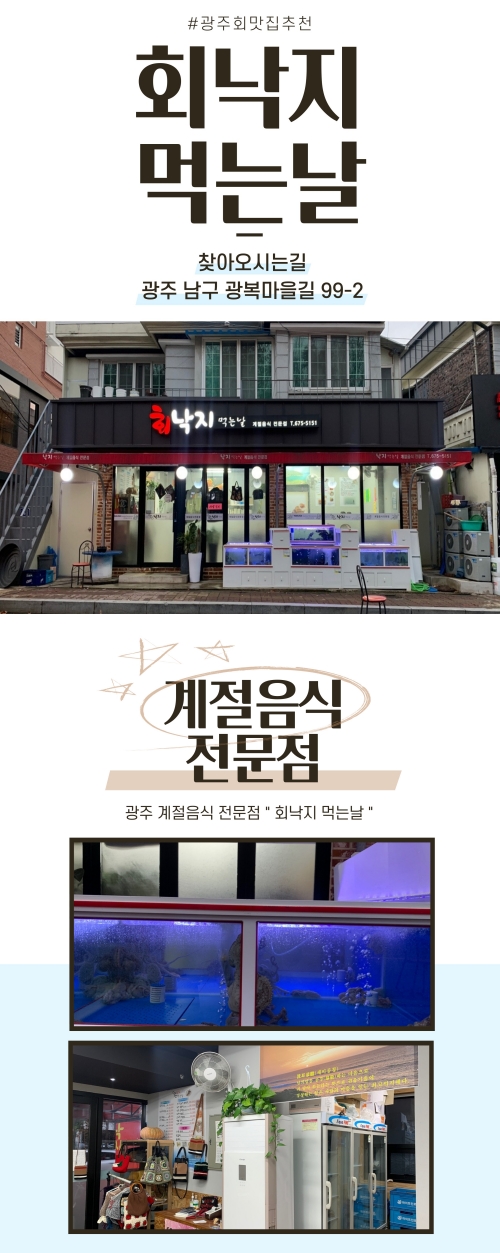 #광주회맛집추천
회낙지
먹는날
찾아오시는길
광주 남구 광복마을길 99-2
회낙지 먹는날 계절음식 전문점 T.675-5151
계절음식
전문점
광주 계절음식 전문점 " 회낙지 먹는날 "